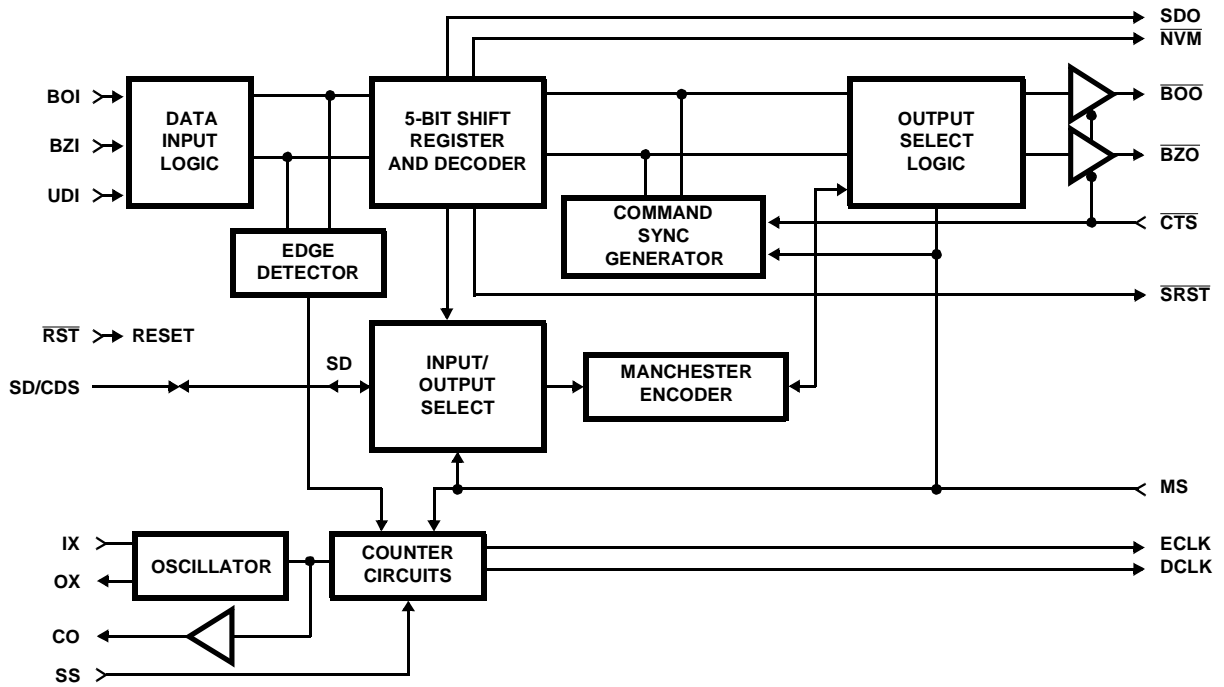 SDO
NVM
BOI
BZI
UDI
DATA
INPUT
LOGIC
5-BIT SHIFT
REGISTER
AND DECODER
OUTPUT
SELECT
LOGIC
BOO
BZO
CTS
COMMAND
SYNC
GENERATOR
EDGE
DETECTOR
SRST
RST
RESET
SD/CDS
SD
INPUT/
OUTPUT
SELECT
MANCHESTER
ENCODER
MS
IX
OX
OSCILLATOR
COUNTER
CIRCUITS
ECLK
DCLK
CO
SS